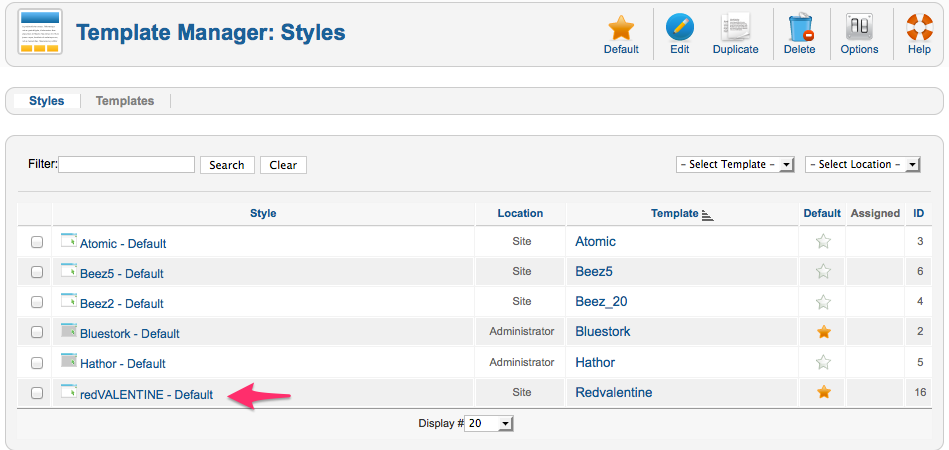 Template Manager: Styles
Default Edit Duplicate Delete Options Help
Styles Templates
Filter: Search Clear - Select Template - - Select Location -
Style Location Template Default Assigned ID
Atomic - Default Site Atomic 3
Beez5 - Default Site Beez5 6
Beez2 - Default Site Beez_20 4
Bluestork - Default Administrator Bluestork 2
Hathor - Default Administrator Hathor 5
redVALENTINE - Default Site Redvalentine 16
Display # 20